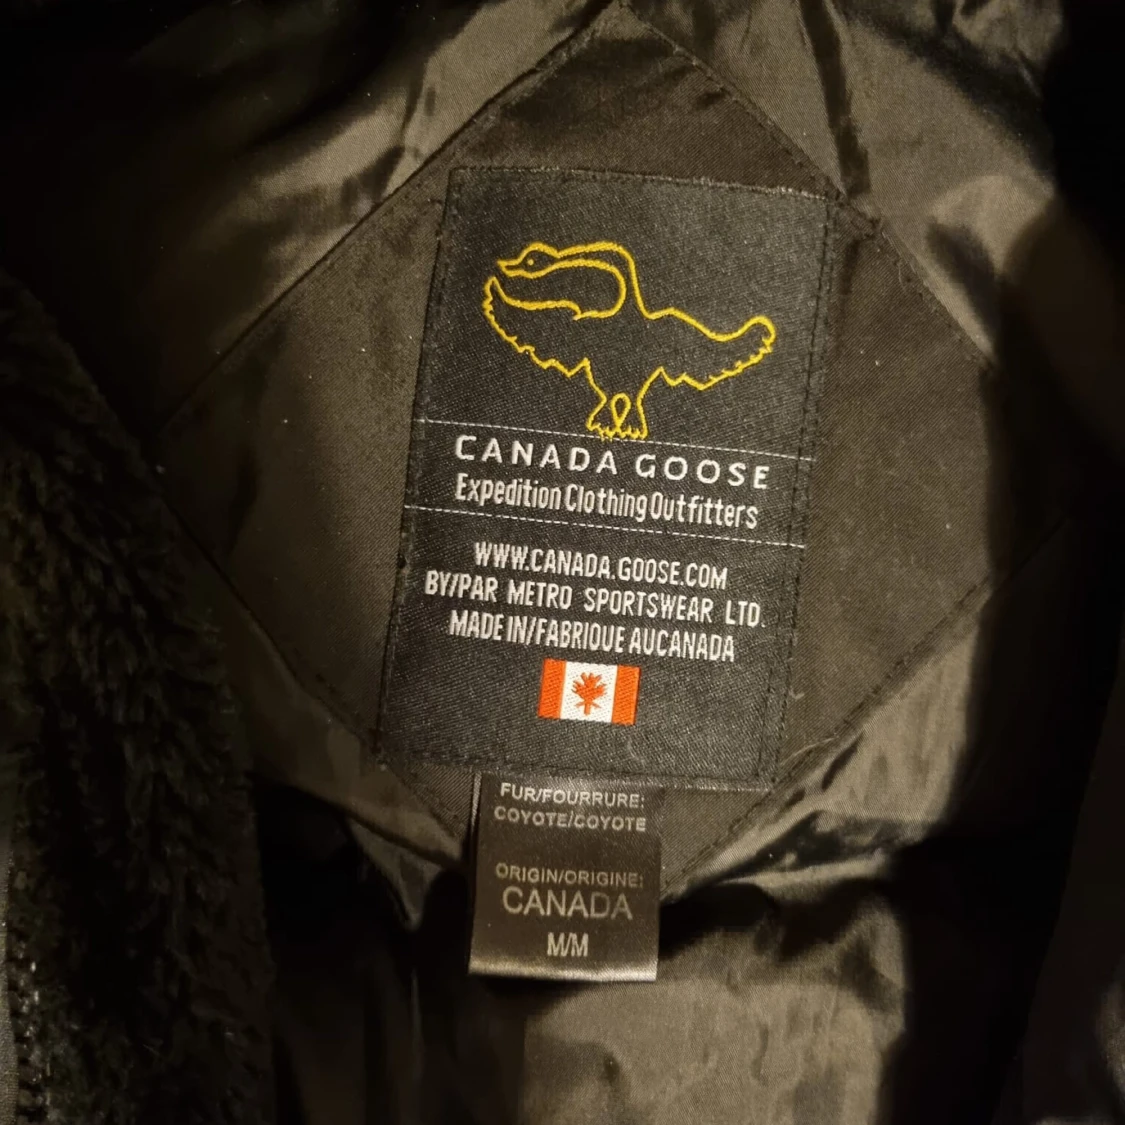 CANADA GOOSE
Expedition Clothing Outfitters
WWW.CANADA.GOOSE.COM
BY/PAR METRO SPORTSWEAR LTD.
MADE IN/FABRIQUE AUCANADA
FUR/FOURRURE:
COYOTE/COYOTE
ORIGIN/ORIGINE:
CANADA
M/M